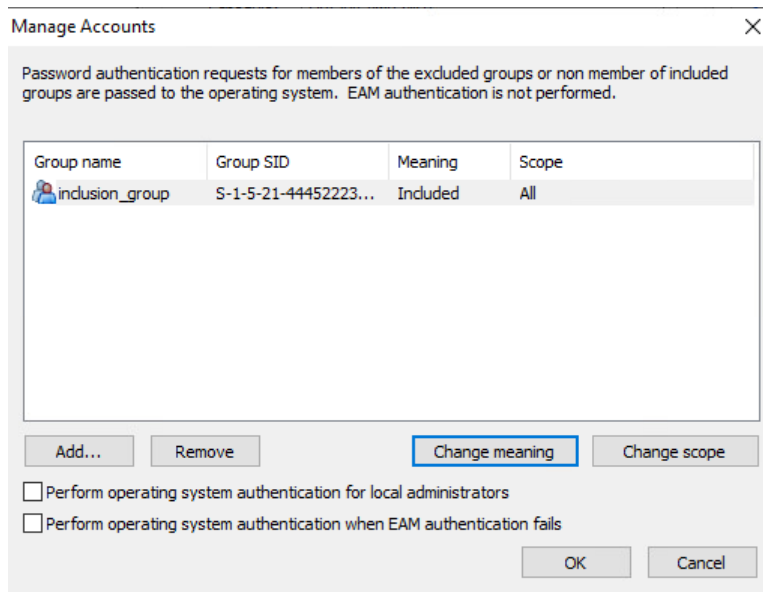 Manage Accounts
Password authentication requests for members of the excluded groups or non member of included
groups are passed to the operating system. EAM authentication is not performed.
Group name Group SID Meaning Scope
inclusion_group S-1-5-21-44452223... Included All
Add... Remove Change meaning Change scope
Perform operating system authentication for local administrators
Perform operating system authentication when EAM authentication fails
OK Cancel